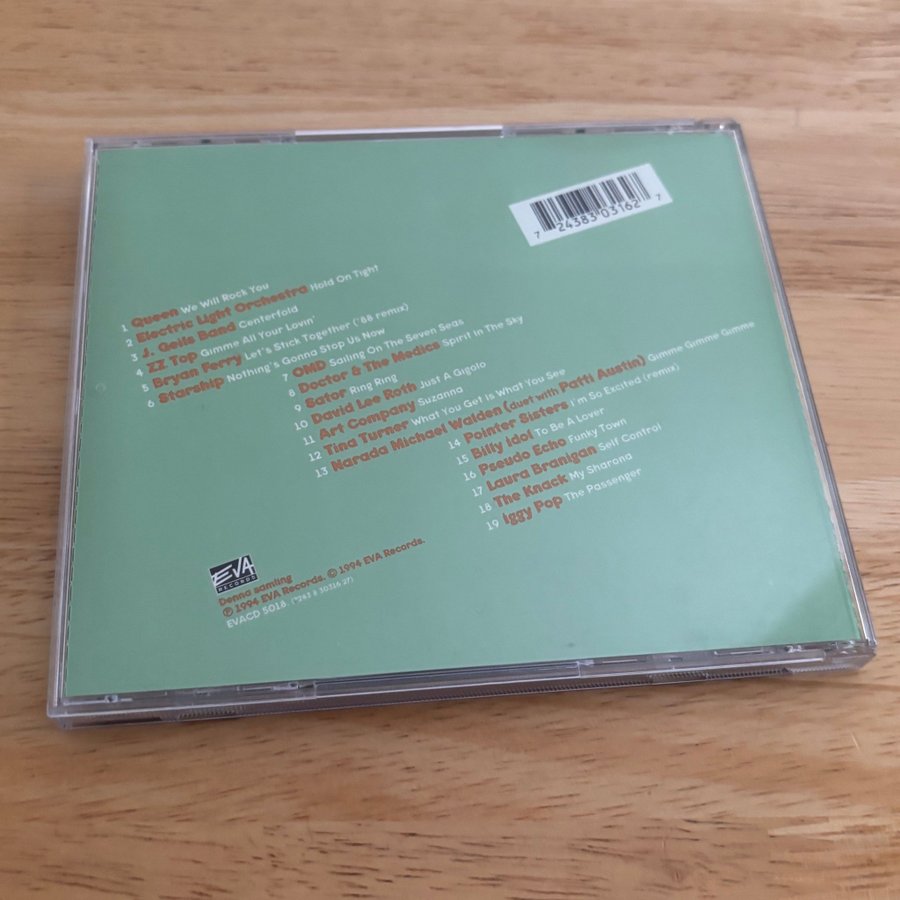 7 24383 03162 7
1 Queen We Will Rock You
2 Electric Light Orchestra Hold On Tight
3 J. Geils Band Centerfold
4 ZZ Top Gimme All Your Lovin'
5 Bryan Ferry Let's Stick Together ('88 remix)
6 Starship Nothing's Gonna Stop Us Now
7 OMD Sailing On The Seven Seas
8 Doctor & The Medics Spirit In The Sky
9 Sator Ring Ring
10 David Lee Roth Just A Gigolo
11 Art Company Suzanna
12 Tina Turner What You Get Is What You See
13 Narada Michael Walden (duet with Patti Austin) Gimme Gimme Gimme
14 Pointer Sisters I'm So Excited (remix)
15 Billy Idol To Be A Lover
16 Pseudo Echo Funky Town
17 Laura Branigan Self Control
18 The Knack My Sharona
19 Iggy Pop The Passenger
EVA
RECORDS
Denna samling
℗ 1994 EVA Records. © 1994 EVA Records.
EVACD 5018 (*283 8 30316 27)